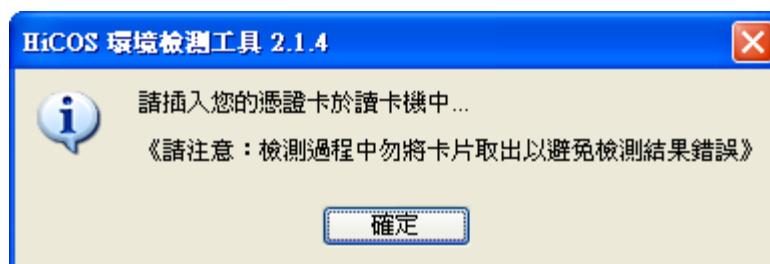 HiCOS 環境檢測工具 2.1.4
請插入您的憑證卡於讀卡機中...
《請注意：檢測過程中勿將卡片取出以避免檢測結果錯誤》
確定